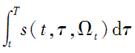 ∫_t^T s(t, τ, Ω_t) dτ